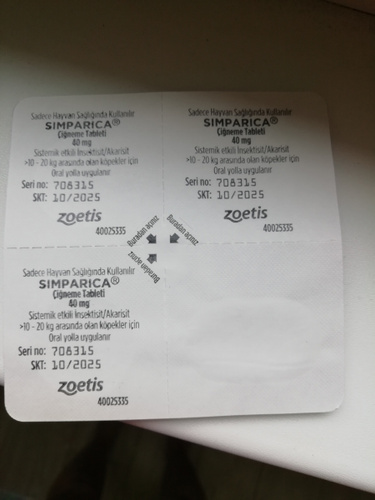 Sadece Hayvan Sağlığında Kullanılır
SIMPARICA®
Çiğneme Tableti
40 mg
Sistemik etkili İnsektisit/Akarisit
>10 - 20 kg arasında olan köpekler için
Oral yolla uygulanır
Seri no: 708315
SKT: 10/2025
zoetis
40025335
Sadece Hayvan Sağlığında Kullanılır
SIMPARICA®
Çiğneme Tableti
40 mg
Sistemik etkili İnsektisit/Akarisit
>10 - 20 kg arasında olan köpekler için
Oral yolla uygulanır
Seri no: 708315
SKT: 10/2025
zoetis
40025335
Buradan açınız
Buradan açınız
Buradan açınız
Sadece Hayvan Sağlığında Kullanılır
SIMPARICA®
Çiğneme Tableti
40 mg
Sistemik etkili İnsektisit/Akarisit
>10 - 20 kg arasında olan köpekler için
Oral yolla uygulanır
Seri no: 708315
SKT: 10/2025
zoetis
40025335